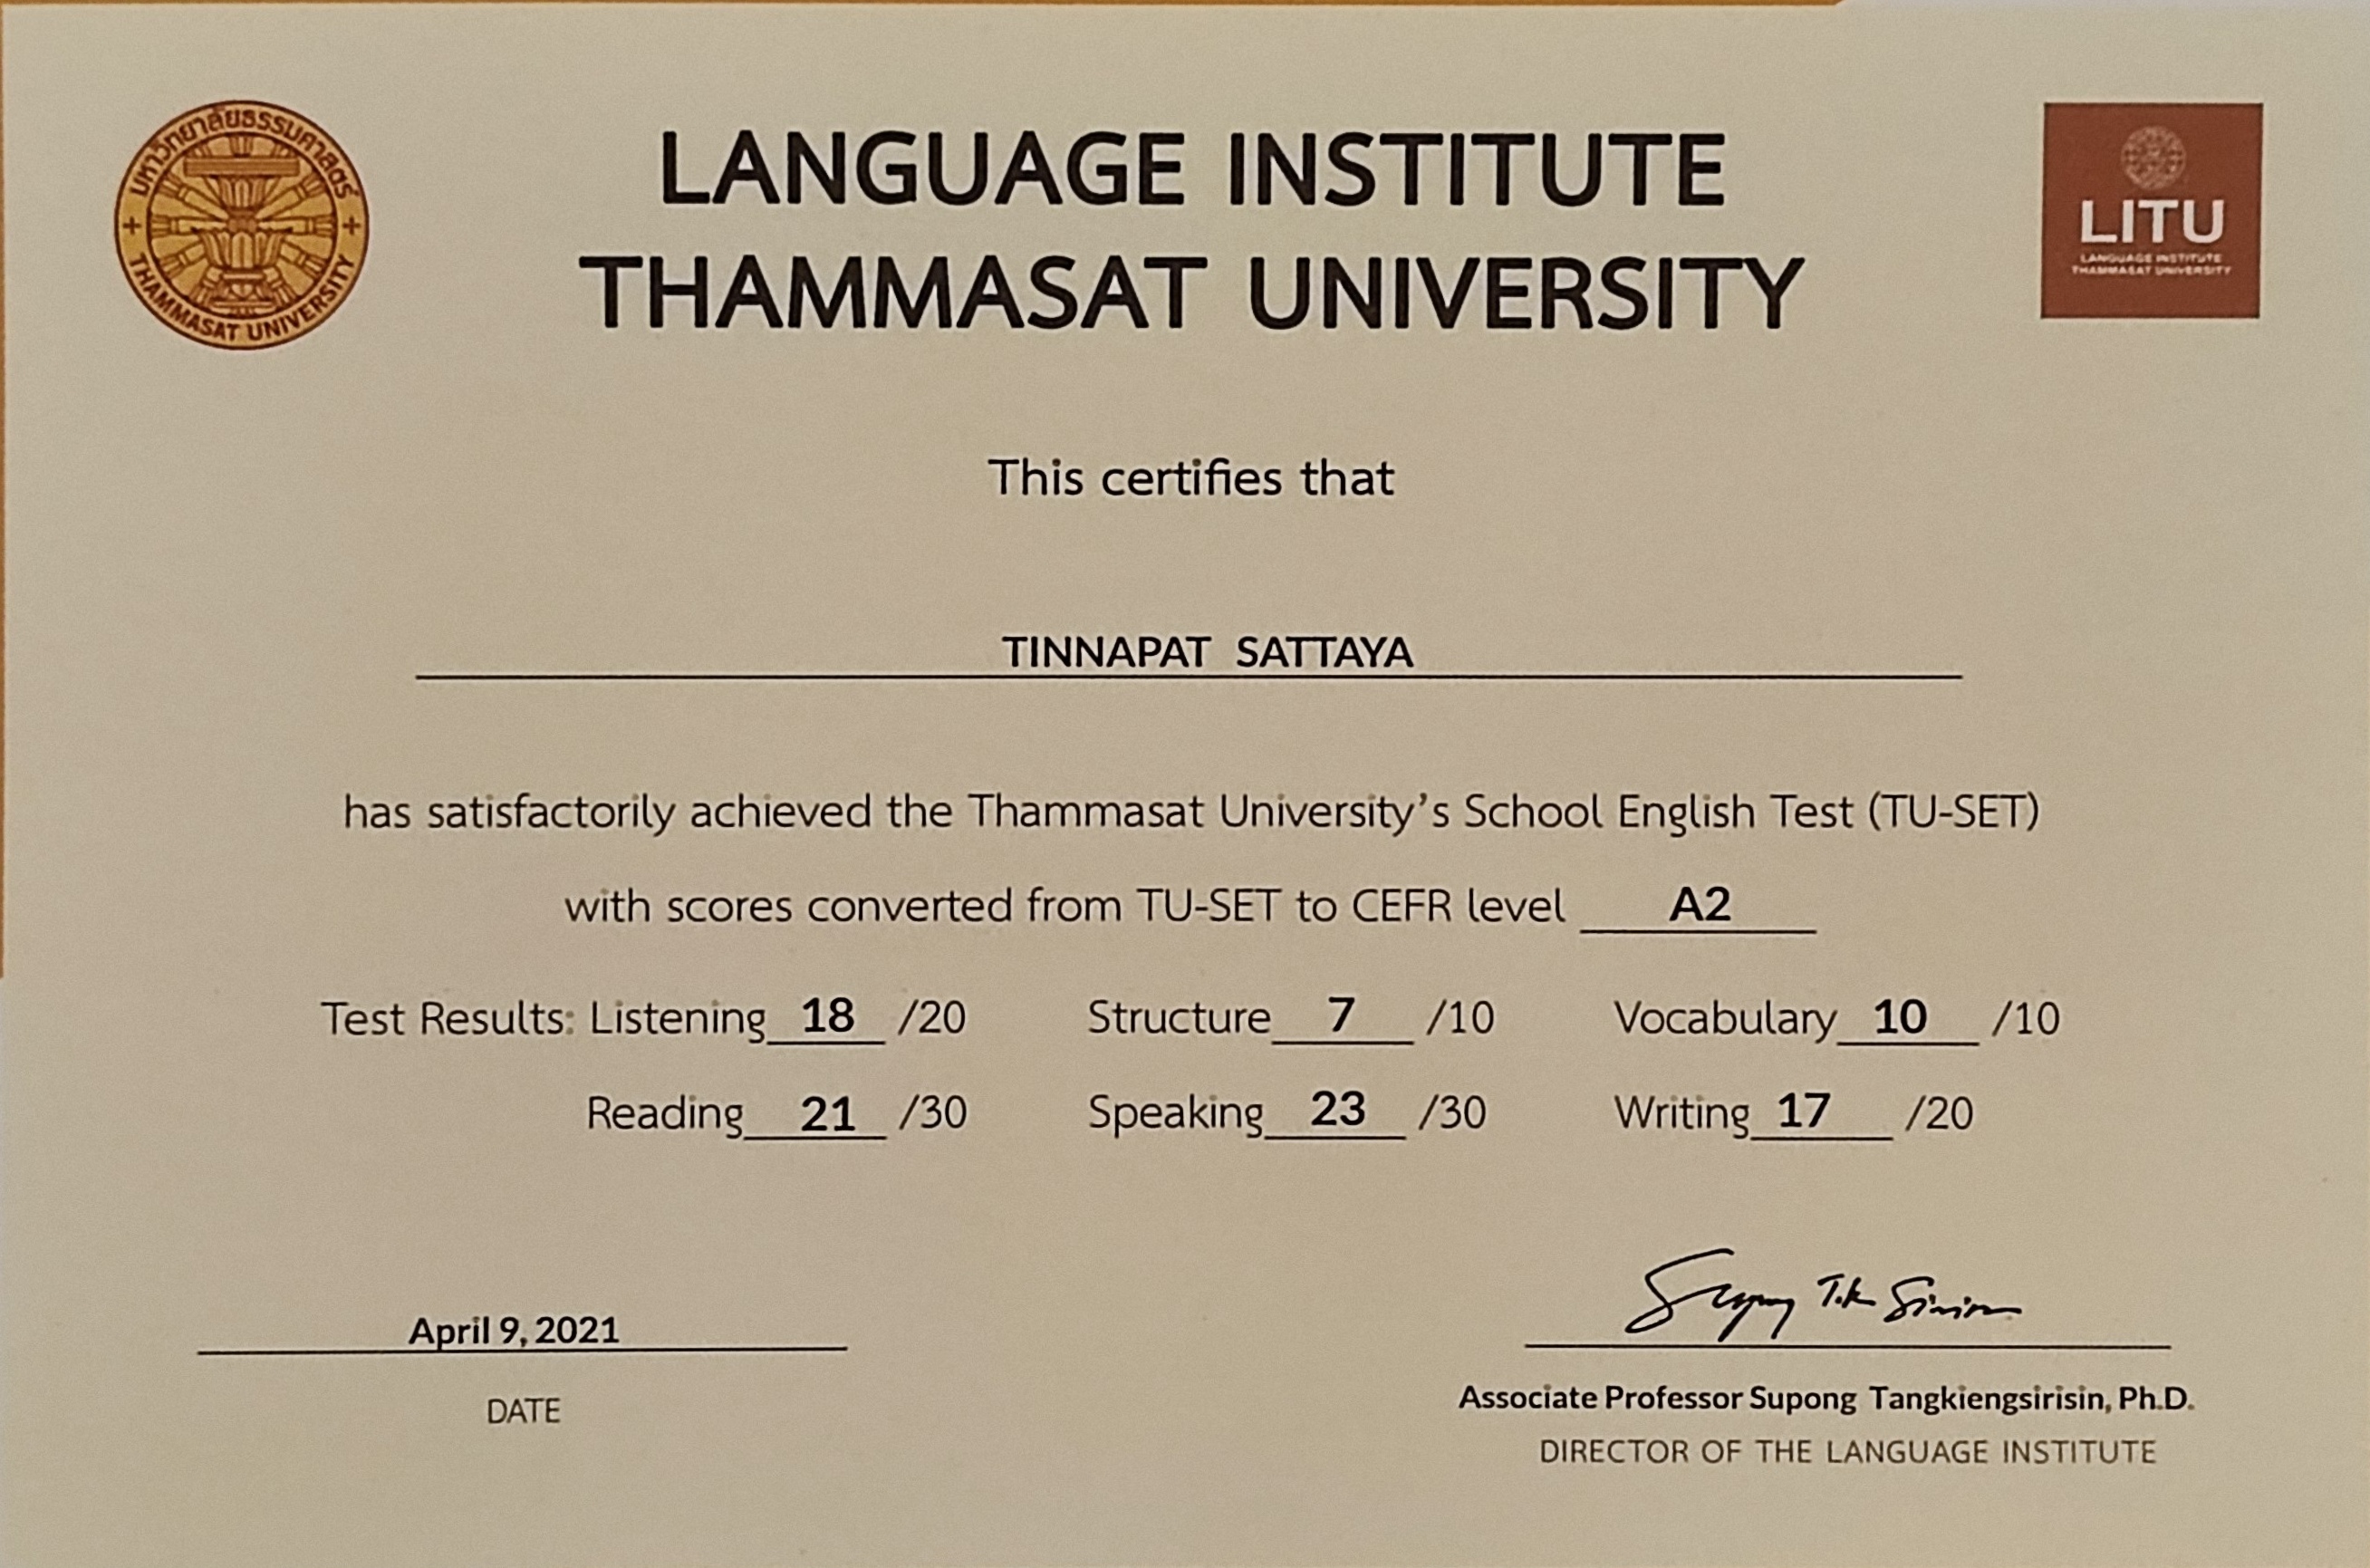 มหาวิทยาลัยธรรมศาสตร์
THAMMASAT UNIVERSITY
LANGUAGE INSTITUTE
THAMMASAT UNIVERSITY
LITU
LANGUAGE INSTITUTE
THAMMASAT UNIVERSITY
This certifies that
TINNAPAT SATTAYA
has satisfactorily achieved the Thammasat University's School English Test (TU-SET)
with scores converted from TU-SET to CEFR level A2
Test Results: Listening 18 /20 Structure 7 /10 Vocabulary 10 /10
Reading 21 /30 Speaking 23 /30 Writing 17 /20
April 9, 2021
DATE
Associate Professor Supong Tangkiengsirisin, Ph.D.
DIRECTOR OF THE LANGUAGE INSTITUTE